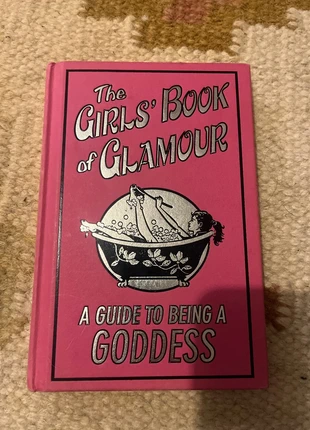 The
GIRLS' BOOK
of GLAMOUR
A GUIDE TO BEING A
GODDESS